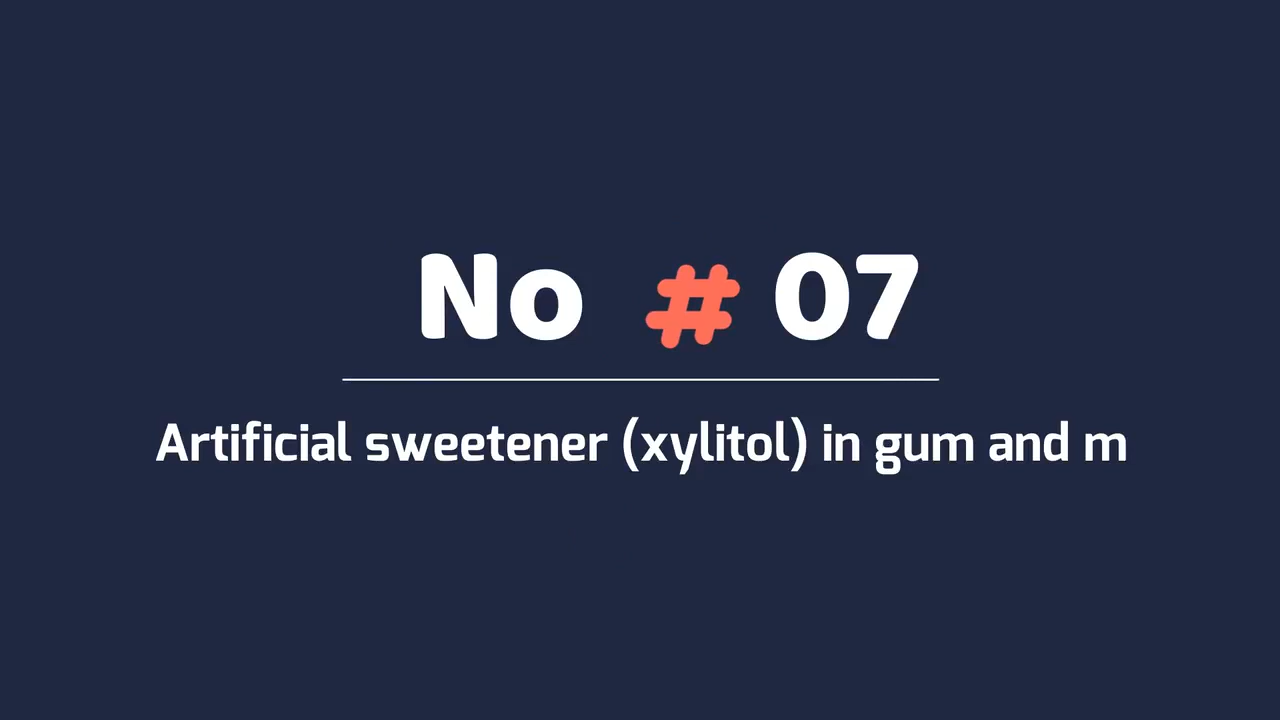 No # 07
Artificial sweetener (xylitol) in gum and m